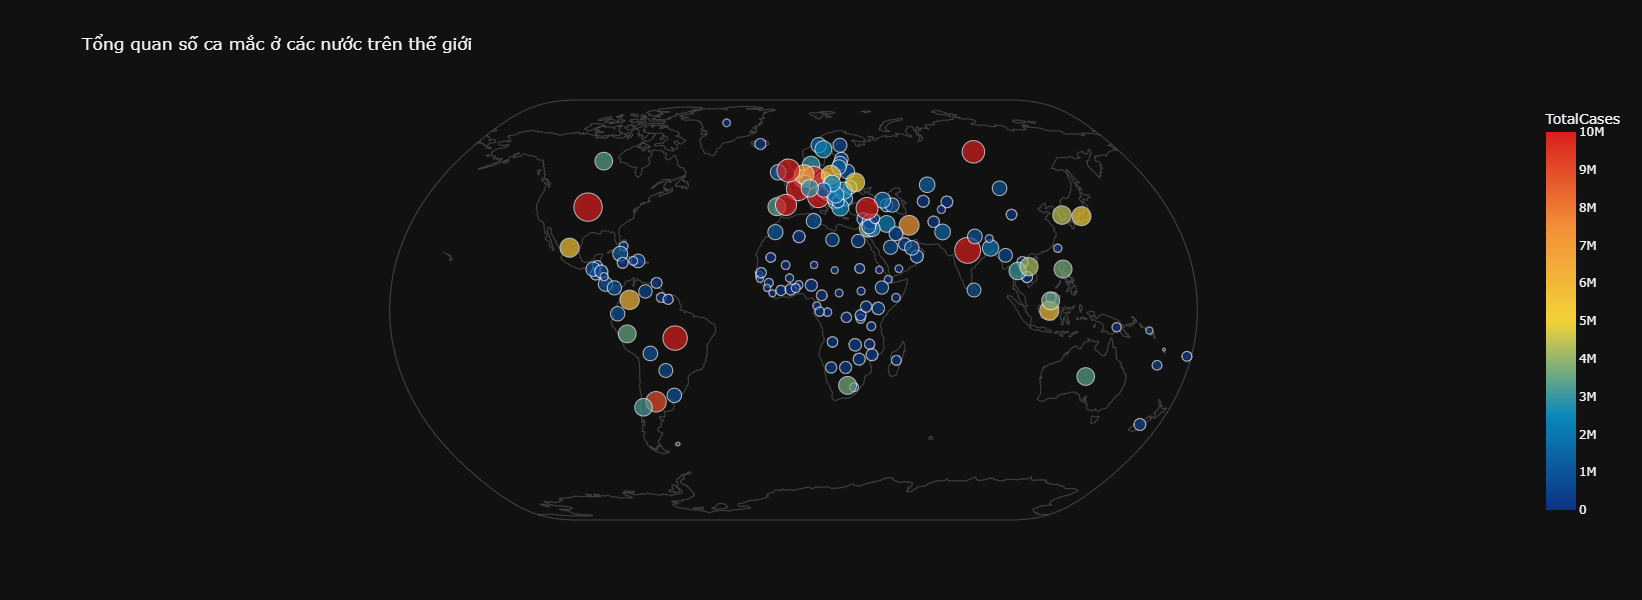 Tổng quan số ca mắc ở các nước trên thế giới
TotalCases
10M
9M
8M
7M
6M
5M
4M
3M
2M
1M
0